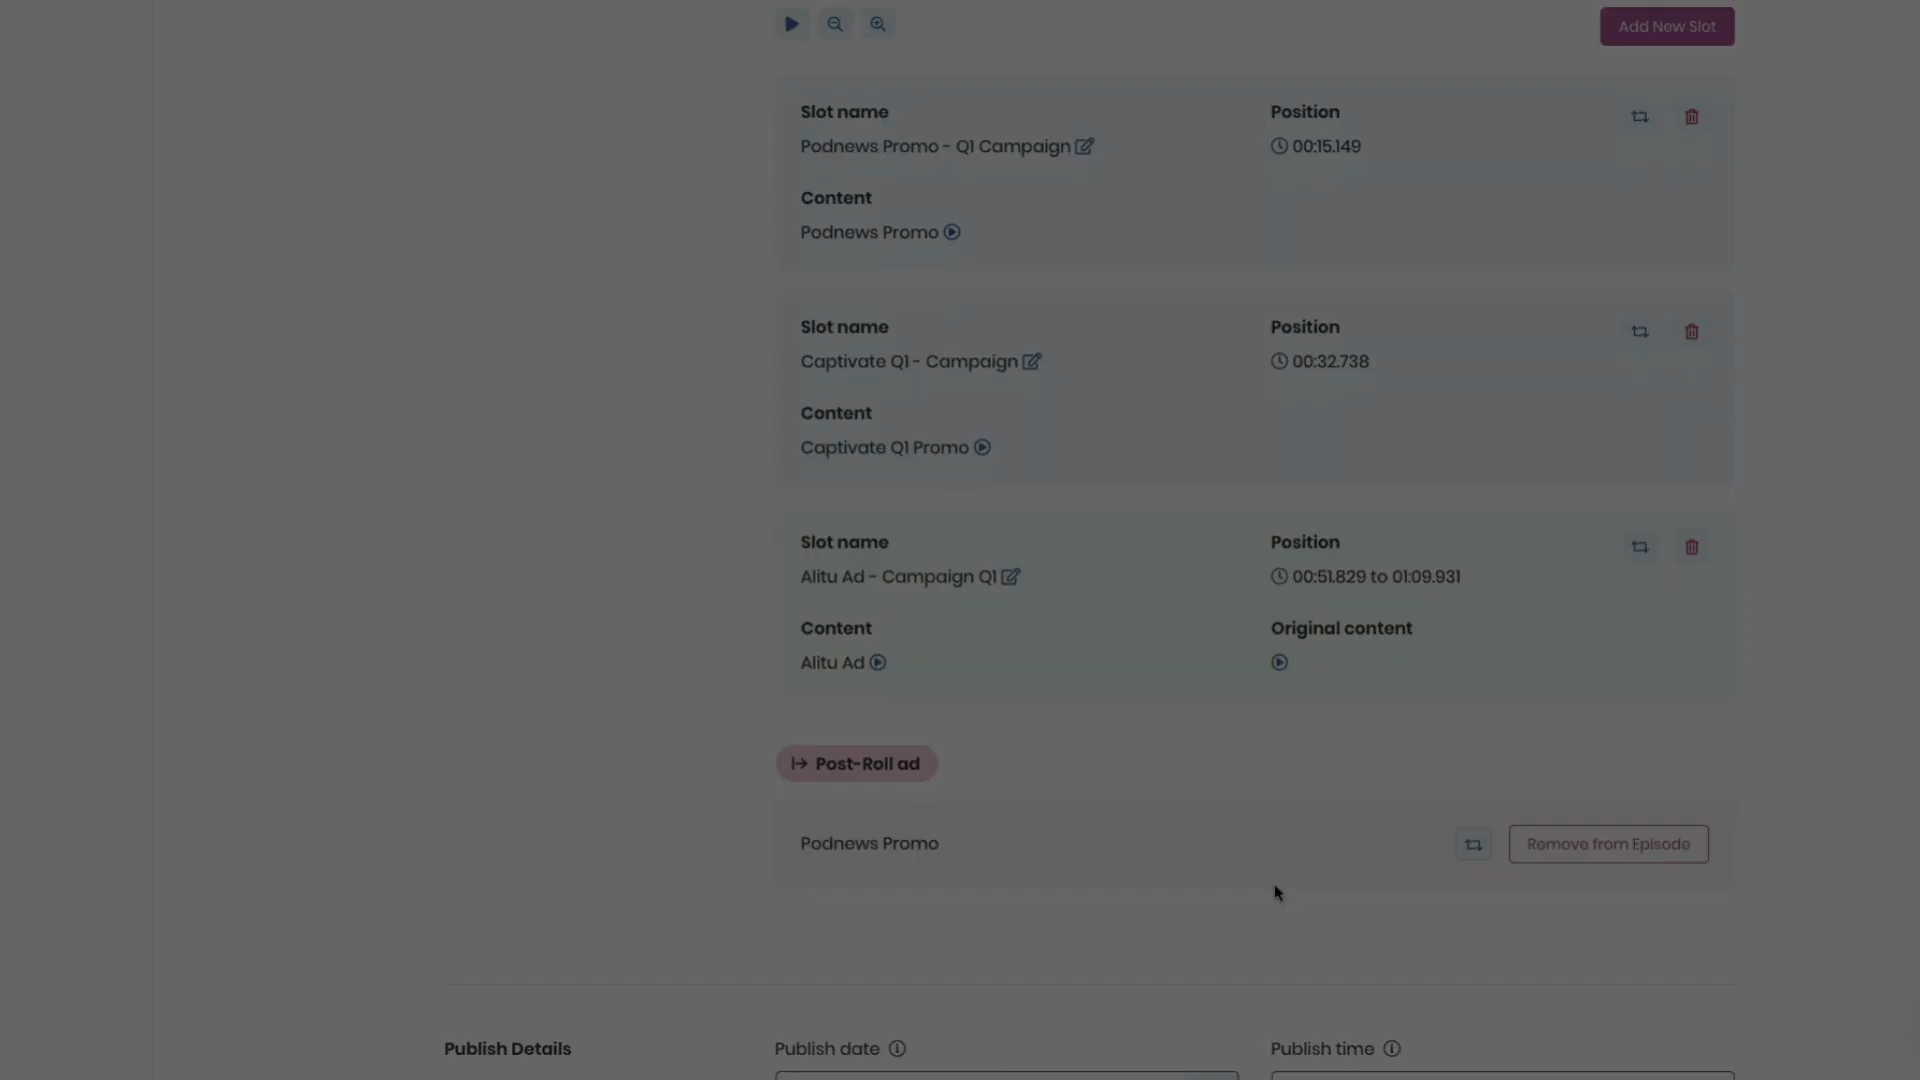 Add New Slot
Slot name
Position
Podnews Promo - Q1 Campaign
00:15.149
Content
Podnews Promo
Slot name
Position
Captivate Q1 - Campaign
00:32.738
Content
Captivate Q1 Promo
Slot name
Position
Alitu Ad - Campaign Q1
00:51.829 to 01:09.931
Content
Original content
Alitu Ad
Post-Roll ad
Podnews Promo
Remove from Episode
Publish Details
Publish date
Publish time